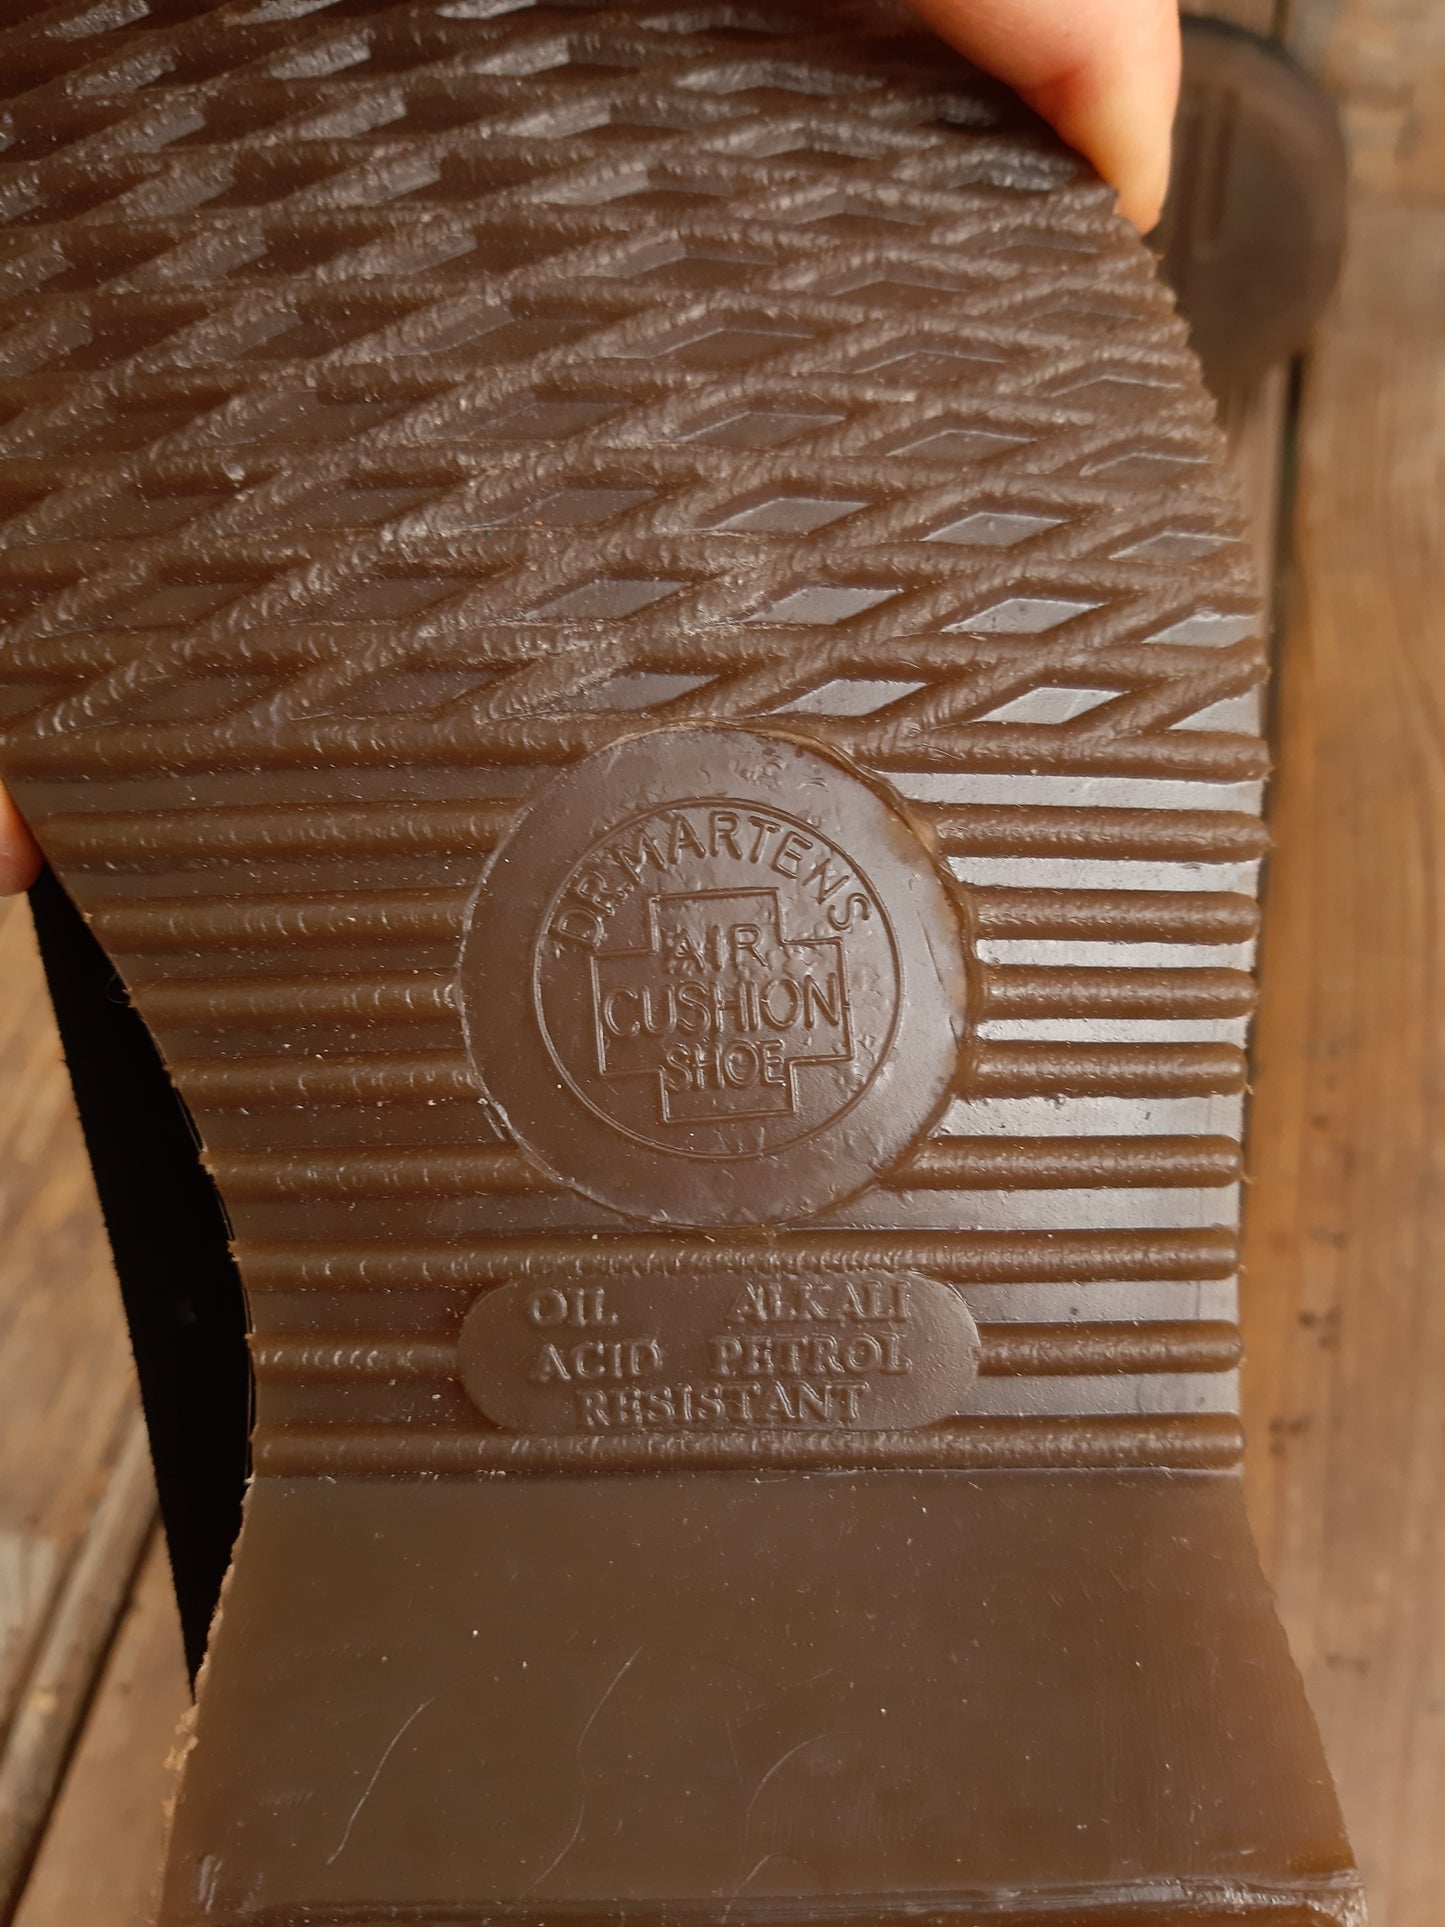 DR. MARTENS
AIR
CUSHION
SHOE
OIL ALKALI
ACID PETROL
RESISTANT